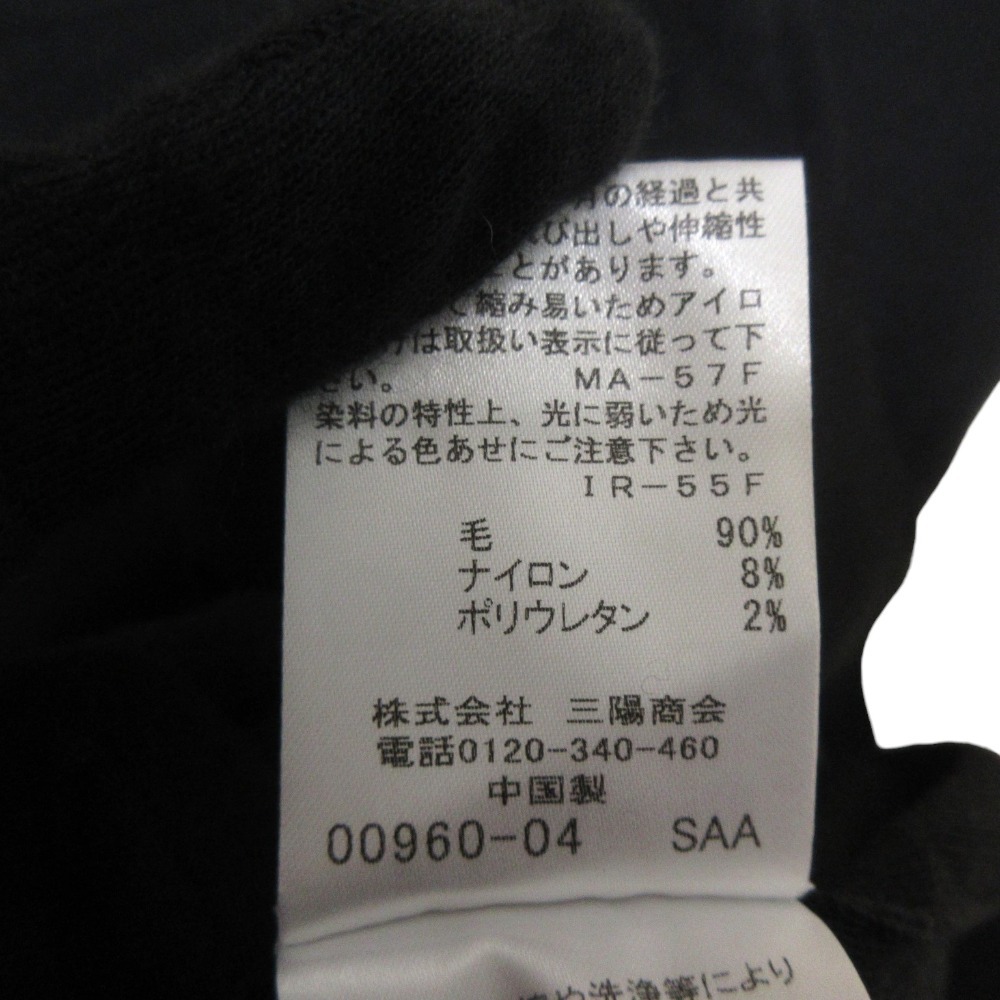 の経過と共
び出しや伸縮性
とがあります。
縮み易いためアイロ
は取扱い表示に従って下
さい。 MA-57F
染料の特性上、光に弱いため光
による色あせにご注意下さい。
IR-55F
毛 90%
ナイロン 8%
ポリウレタン 2%
株式会社 三陽商会
電話0120-340-460
中国製
00960-04 SAA
や洗浄等により